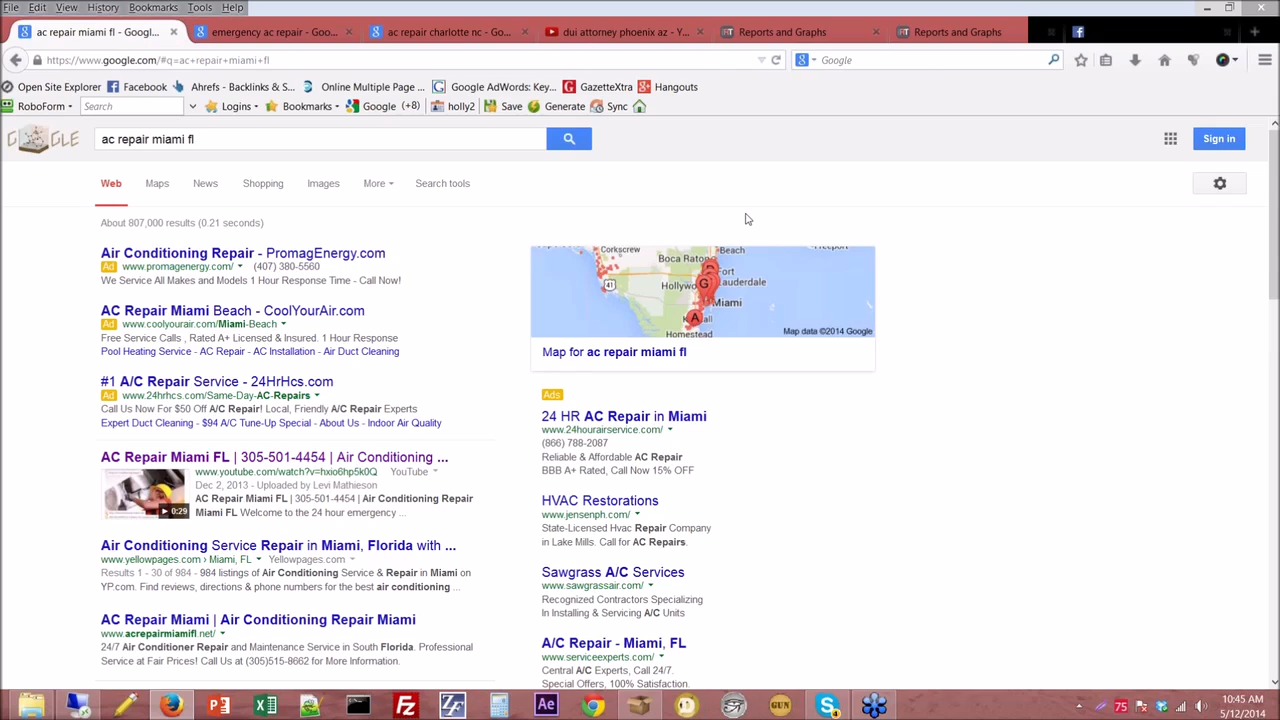 File Edit View History Bookmarks Tools Help
ac repair miami fl - Googl...
emergency ac repair - Goo...
ac repair charlotte nc - Goo...
dui attorney phoenix az - Y...
Reports and Graphs
Reports and Graphs
https://www.google.com/#q=ac+repair+miami+fl
Google
Open Site Explorer
Facebook
Ahrefs - Backlinks & S...
Online Multiple Page ...
Google AdWords: Key...
GazetteXtra
Hangouts
RoboForm
Search
Logins
Bookmarks
Google (+8)
holly2
Save
Generate
Sync
ac repair miami fl
Sign in
Web Maps News Shopping Images More Search tools
About 807,000 results (0.21 seconds)
Air Conditioning Repair - PromagEnergy.com
Ad www.promagenergy.com/ (407) 380-5560
We Service All Makes and Models 1 Hour Response Time - Call Now!
AC Repair Miami Beach - CoolYourAir.com
Ad www.coolyourair.com/Miami-Beach
Free Service Calls , Rated A+ Licensed & Insured. 1 Hour Response
Pool Heating Service - AC Repair - AC Installation - Air Duct Cleaning
#1 A/C Repair Service - 24HrHcs.com
Ad www.24hrhcs.com/Same-Day-AC-Repairs
Call Us Now For $50 Off A/C Repair! Local, Friendly A/C Repair Experts
Expert Duct Cleaning - $94 A/C Tune-Up Special - About Us - Indoor Air Quality
AC Repair Miami FL | 305-501-4454 | Air Conditioning ...
www.youtube.com/watch?v=hxio6hp5k0Q YouTube
Dec 2, 2013 - Uploaded by Levi Mathieson
AC Repair Miami FL | 305-501-4454 | Air Conditioning Repair
Miami FL Welcome to the 24 hour emergency ...
0:29
Air Conditioning Service Repair in Miami, Florida with ...
www.yellowpages.com › Miami, FL Yellowpages.com
Results 1 - 30 of 984 - 984 listings of Air Conditioning Service & Repair in Miami on
YP.com. Find reviews, directions & phone numbers for the best air conditioning ...
AC Repair Miami | Air Conditioning Repair Miami
www.acrepairmiamifl.net/
24/7 Air Conditioner Repair and Maintenance Service in South Florida. Professional
Service at Fair Prices! Call Us at (305)515-8662 for More Information.
Corkscrew
Beach
Freeport
Boca Raton
Fort
Lauderdale
41
Hollywo
G
Miami
A
Homestead
Map data ©2014 Google
Map for ac repair miami fl
Ads
24 HR AC Repair in Miami
www.24hourairservice.com/
(866) 788-2087
Reliable & Affordable AC Repair
BBB A+ Rated, Call Now 15% OFF
HVAC Restorations
www.jensenph.com/
State-Licensed Hvac Repair Company
in Lake Mills. Call for AC Repairs.
Sawgrass A/C Services
www.sawgrassair.com/
Recognized Contractors Specializing
In Installing & Servicing A/C Units
A/C Repair - Miami, FL
www.serviceexperts.com/
Central A/C Experts, Call 24/7.
Special Offers, 100% Satisfaction.
Ae
GUN
4
75
10:45 AM
5/12/2014